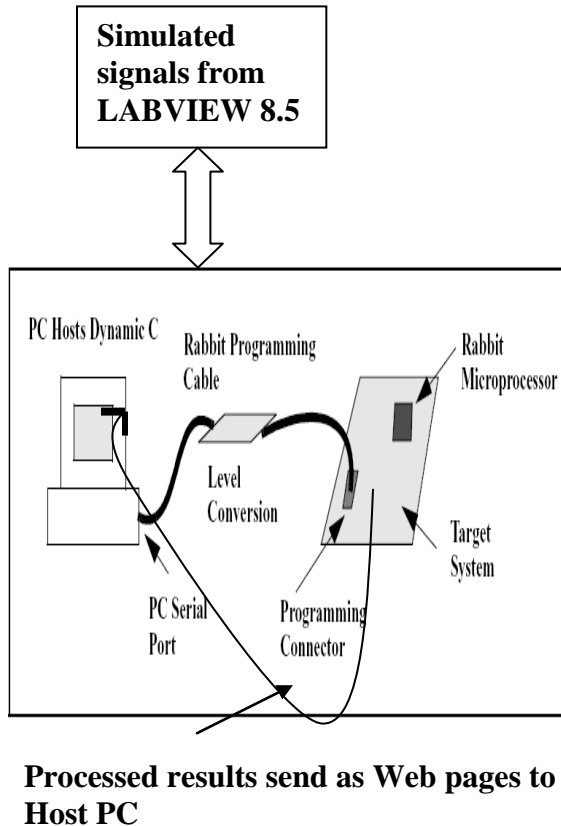 Simulated
signals from
LABVIEW 8.5
PC Hosts Dynamic C
Rabbit Programming
Cable
Rabbit
Microprocessor
Level
Conversion
Target
System
PC Serial
Port
Programming
Connector
Processed results send as Web pages to
Host PC